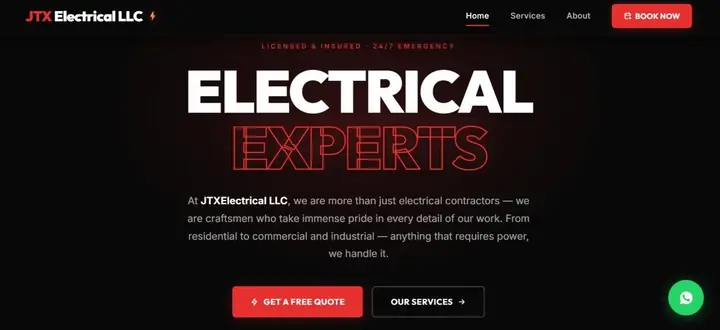 JTX Electrical LLC
Home
Services
About
BOOK NOW
LICENSED & INSURED · 24/7 EMERGENCY
ELECTRICAL
EXPERTS
At JTXElectrical LLC, we are more than just electrical contractors — we
are craftsmen who take immense pride in every detail of our work. From
residential to commercial and industrial — anything that requires power,
we handle it.
GET A FREE QUOTE
OUR SERVICES →